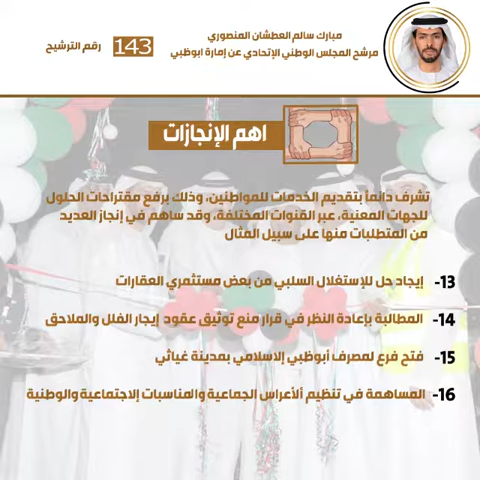 مبارك سالم العطشان المنصوري
مرشح المجلس الوطني الإتحادي عن إمارة ابوظبي
143 رقم الترشيح
اهم الإنجازات
تشرف دائماً بتقديم الخدمات للمواطنين، وذلك برفع مقتراحات الحلول
للجهات المعنية، عبر القنوات المختلفة، وقد ساهم في إنجاز العديد
من المتطلبات منها على سبيل المثال
13- إيجاد حل للإستغلال السلبي من بعض مستثمري العقارات
14- المطالبة بإعادة النظر في قرار منع توثيق عقود إيجار الفلل والملاحق
15- فتح فرع لمصرف أبوظبي الإسلامي بمدينة غياثي
16- المساهمة في تنظيم ألأعراس الجماعية والمناسبات الإجتماعية والوطنية